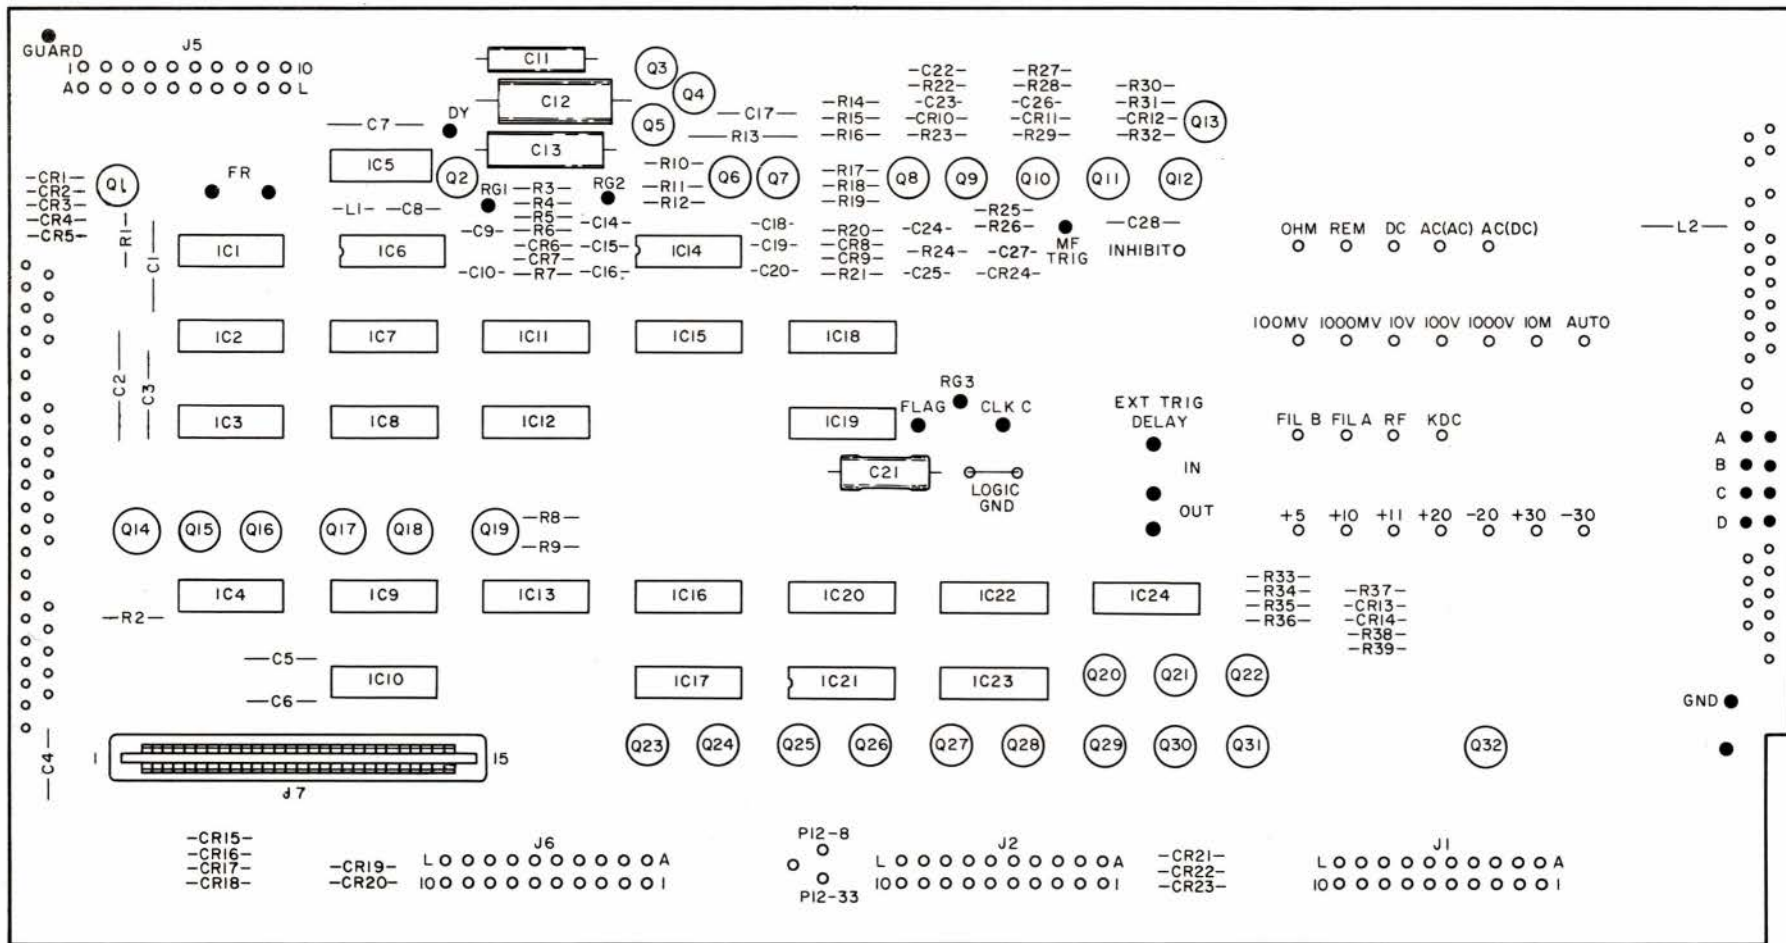 GUARD
J5
1 10
A L
C11
C12
C13
Q3
Q4
Q5
DY
C7
C17
R13
C22
R22
C23
CR10
R23
R27
R28
C26
CR11
R29
R30
R31
CR12
R32
Q13
R14
R15
R16
CR1
CR2
CR3
CR4
CR5
Q1
FR
IC5
Q2
RG1
R3
R4
R5
R6
CR6
CR7
R7
RG2
R10
R11
R12
Q6
Q7
R17
R18
R19
Q8
Q9
Q10
Q11
Q12
R1
C1
L1
C8
C9
C10
C14
C15
C16
C18
C19
C20
R20
CR8
CR9
R21
C24
R24
C25
R25
R26
C27
CR24
MF
TRIG
C28
INHIBIT
OHM REM DC AC(AC) AC(DC)
L2
IC1
IC6
IC14
100MV 1000MV 10V 100V 1000V 10M AUTO
C2
C3
IC2
IC7
IC11
IC15
IC18
RG3
FLAG
CLK C
EXT TRIG
DELAY
IN
OUT
FIL B FIL A RF KDC
IC3
IC8
IC12
IC19
C21
LOGIC
GND
A
B
C
D
+5 +10 +11 +20 -20 +30 -30
Q14
Q15
Q16
Q17
Q18
Q19
R8
R9
IC4
IC9
IC13
IC16
IC20
IC22
IC24
R33
R34
R35
R36
R37
CR13
CR14
R38
R39
R2
C5
C6
IC10
IC17
IC21
IC23
Q20
Q21
Q22
GND
C4
1 15
J7
Q23
Q24
Q25
Q26
Q27
Q28
Q29
Q30
Q31
Q32
CR15
CR16
CR17
CR18
CR19
CR20
J6
L A
10 1
P12-8
P12-33
J2
L A
10 1
CR21
CR22
CR23
J1
L A
10 1